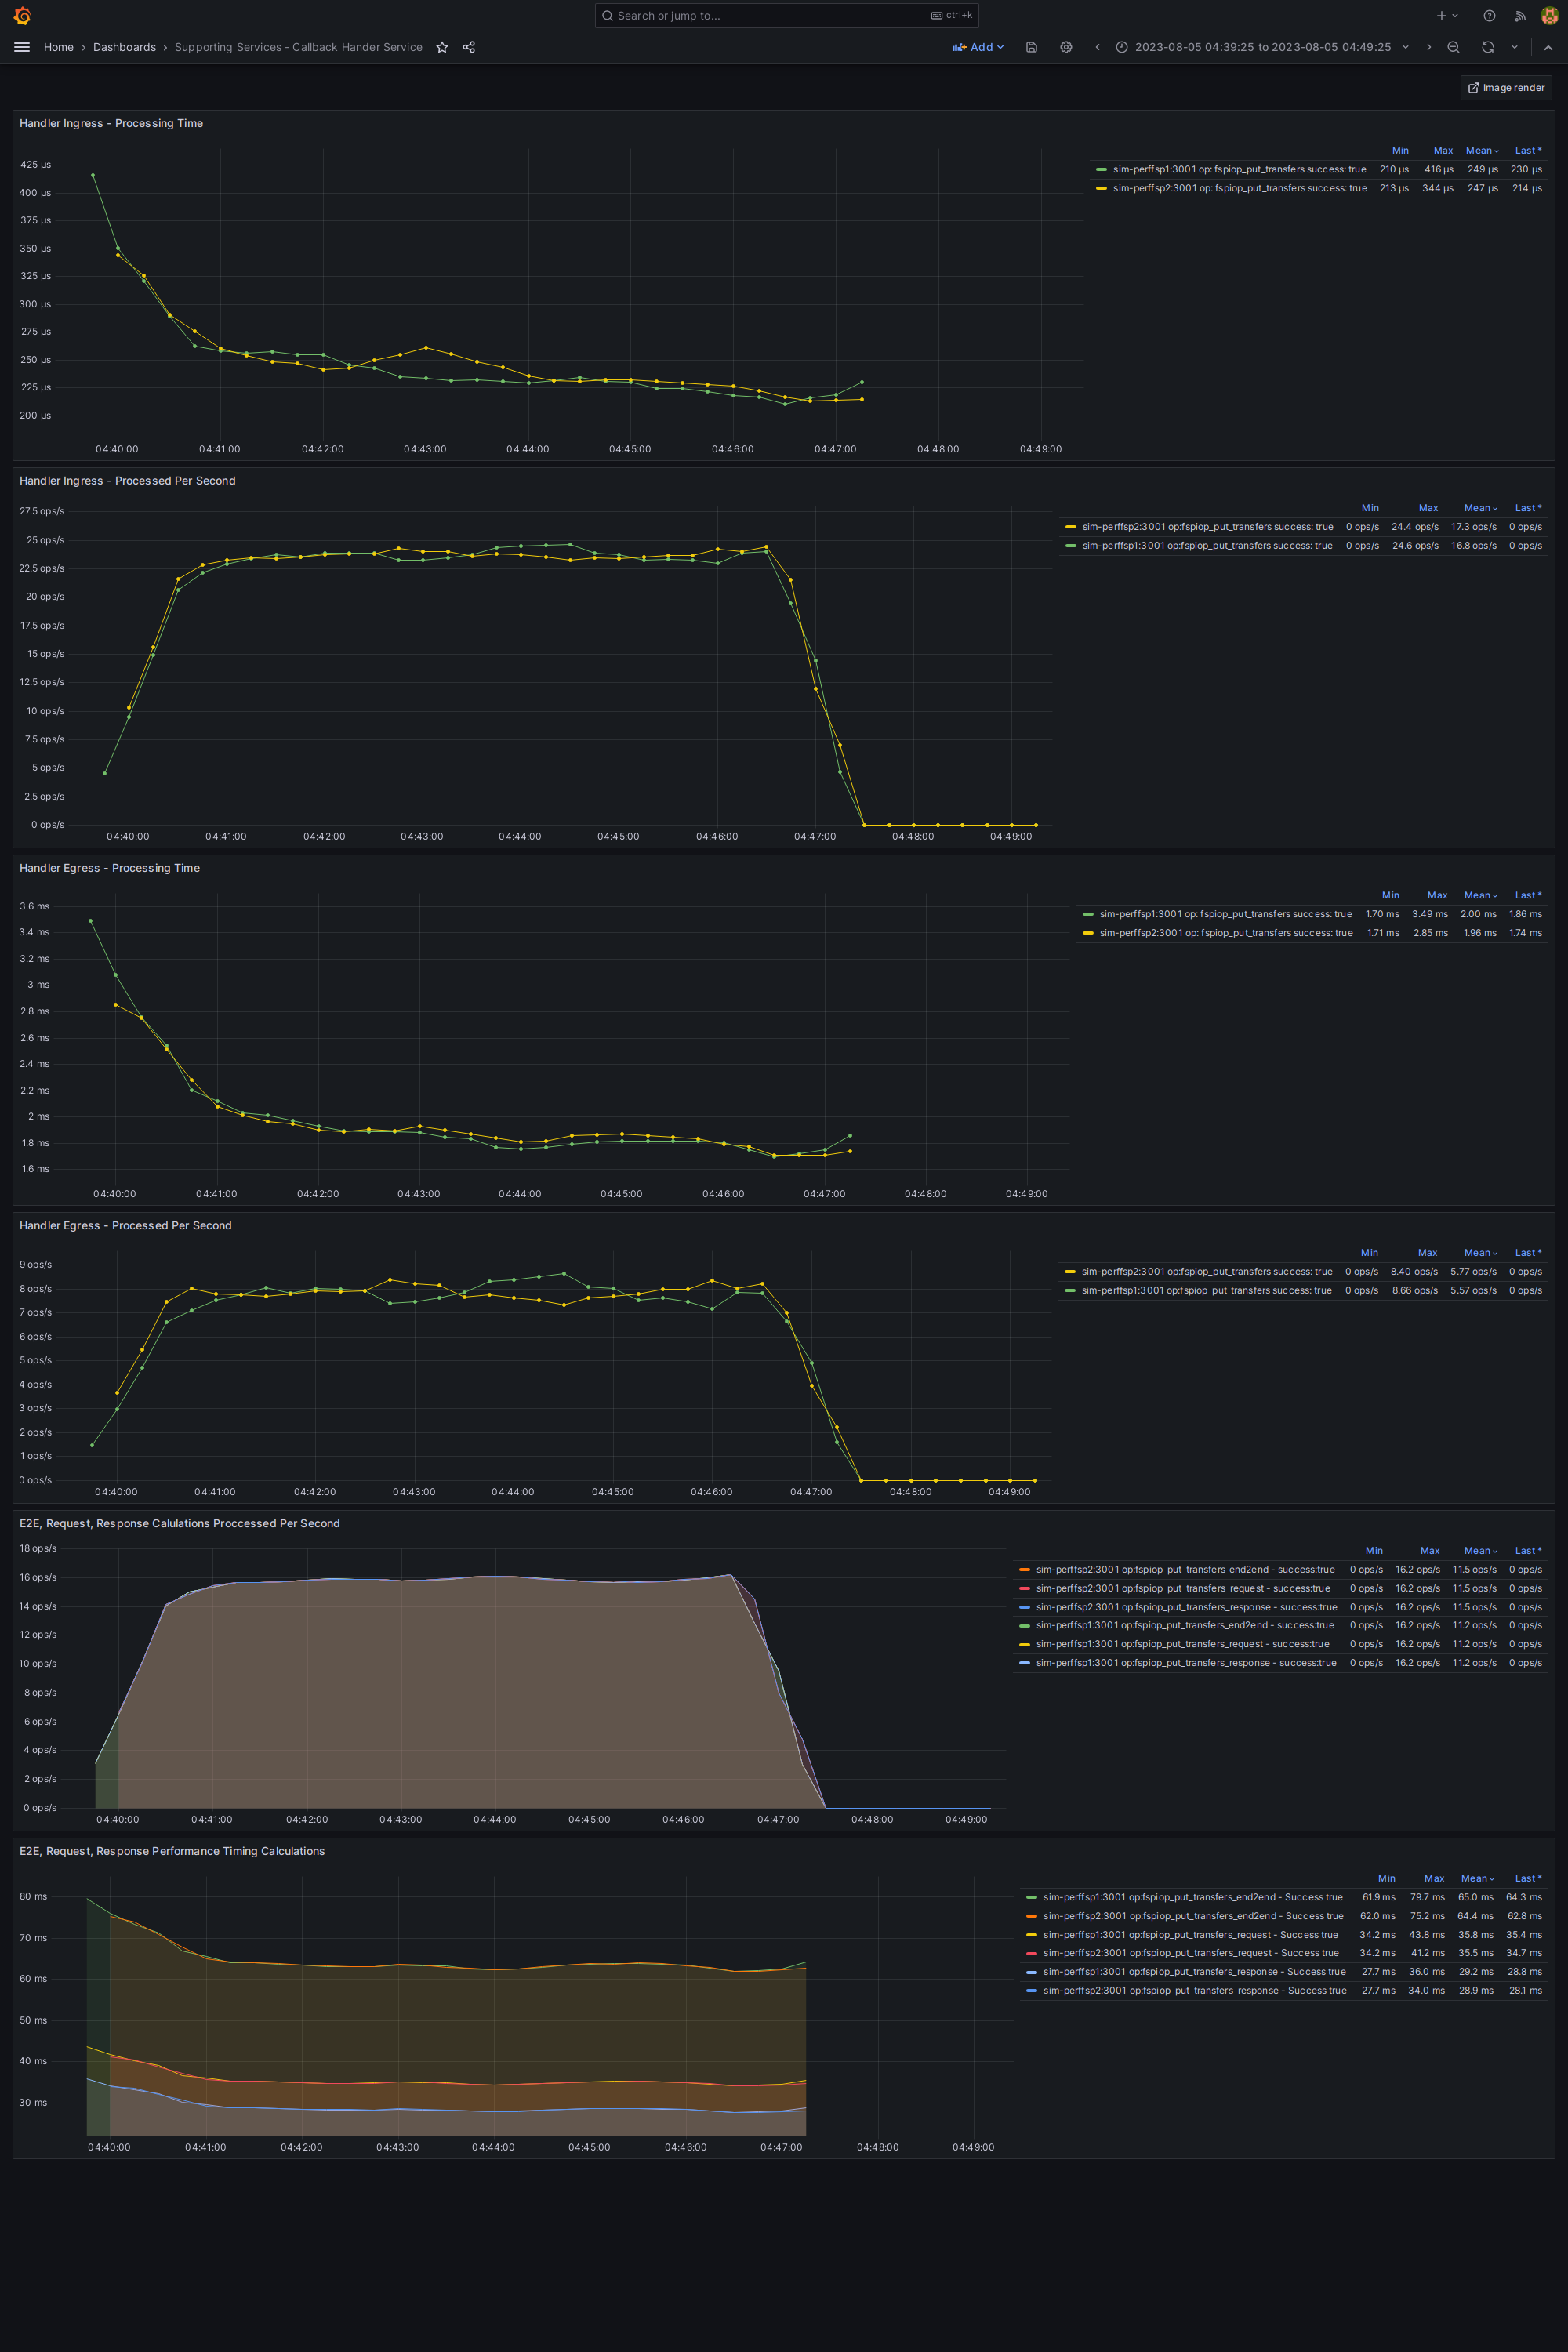 Search or jump to... ctrl+k
Home › Dashboards › Supporting Services - Callback Hander Service Add 2023-08-05 04:39:25 to 2023-08-05 04:49:25
Image render
Handler Ingress - Processing Time
Min Max Mean Last *
sim-perffsp1:3001 op: fspiop_put_transfers success: true 210 µs 416 µs 249 µs 230 µs
sim-perffsp2:3001 op: fspiop_put_transfers success: true 213 µs 344 µs 247 µs 214 µs
425 µs
400 µs
375 µs
350 µs
325 µs
300 µs
275 µs
250 µs
225 µs
200 µs
04:40:00 04:41:00 04:42:00 04:43:00 04:44:00 04:45:00 04:46:00 04:47:00 04:48:00 04:49:00
Handler Ingress - Processed Per Second
Min Max Mean Last *
sim-perffsp2:3001 op:fspiop_put_transfers success: true 0 ops/s 24.4 ops/s 17.3 ops/s 0 ops/s
sim-perffsp1:3001 op:fspiop_put_transfers success: true 0 ops/s 24.6 ops/s 16.8 ops/s 0 ops/s
27.5 ops/s
25 ops/s
22.5 ops/s
20 ops/s
17.5 ops/s
15 ops/s
12.5 ops/s
10 ops/s
7.5 ops/s
5 ops/s
2.5 ops/s
0 ops/s
04:40:00 04:41:00 04:42:00 04:43:00 04:44:00 04:45:00 04:46:00 04:47:00 04:48:00 04:49:00
Handler Egress - Processing Time
Min Max Mean Last *
sim-perffsp1:3001 op: fspiop_put_transfers success: true 1.70 ms 3.49 ms 2.00 ms 1.86 ms
sim-perffsp2:3001 op: fspiop_put_transfers success: true 1.71 ms 2.85 ms 1.96 ms 1.74 ms
3.6 ms
3.4 ms
3.2 ms
3 ms
2.8 ms
2.6 ms
2.4 ms
2.2 ms
2 ms
1.8 ms
1.6 ms
04:40:00 04:41:00 04:42:00 04:43:00 04:44:00 04:45:00 04:46:00 04:47:00 04:48:00 04:49:00
Handler Egress - Processed Per Second
Min Max Mean Last *
sim-perffsp2:3001 op:fspiop_put_transfers success: true 0 ops/s 8.40 ops/s 5.77 ops/s 0 ops/s
sim-perffsp1:3001 op:fspiop_put_transfers success: true 0 ops/s 8.66 ops/s 5.57 ops/s 0 ops/s
9 ops/s
8 ops/s
7 ops/s
6 ops/s
5 ops/s
4 ops/s
3 ops/s
2 ops/s
1 ops/s
0 ops/s
04:40:00 04:41:00 04:42:00 04:43:00 04:44:00 04:45:00 04:46:00 04:47:00 04:48:00 04:49:00
E2E, Request, Response Calulations Proccessed Per Second
Min Max Mean Last *
sim-perffsp2:3001 op:fspiop_put_transfers_end2end - success:true 0 ops/s 16.2 ops/s 11.5 ops/s 0 ops/s
sim-perffsp2:3001 op:fspiop_put_transfers_request - success:true 0 ops/s 16.2 ops/s 11.5 ops/s 0 ops/s
sim-perffsp2:3001 op:fspiop_put_transfers_response - success:true 0 ops/s 16.2 ops/s 11.5 ops/s 0 ops/s
sim-perffsp1:3001 op:fspiop_put_transfers_end2end - success:true 0 ops/s 16.2 ops/s 11.2 ops/s 0 ops/s
sim-perffsp1:3001 op:fspiop_put_transfers_request - success:true 0 ops/s 16.2 ops/s 11.2 ops/s 0 ops/s
sim-perffsp1:3001 op:fspiop_put_transfers_response - success:true 0 ops/s 16.2 ops/s 11.2 ops/s 0 ops/s
18 ops/s
16 ops/s
14 ops/s
12 ops/s
10 ops/s
8 ops/s
6 ops/s
4 ops/s
2 ops/s
0 ops/s
04:40:00 04:41:00 04:42:00 04:43:00 04:44:00 04:45:00 04:46:00 04:47:00 04:48:00 04:49:00
E2E, Request, Response Performance Timing Calculations
Min Max Mean Last *
sim-perffsp1:3001 op:fspiop_put_transfers_end2end - Success true 61.9 ms 79.7 ms 65.0 ms 64.3 ms
sim-perffsp2:3001 op:fspiop_put_transfers_end2end - Success true 62.0 ms 75.2 ms 64.4 ms 62.8 ms
sim-perffsp1:3001 op:fspiop_put_transfers_request - Success true 34.2 ms 43.8 ms 35.8 ms 35.4 ms
sim-perffsp2:3001 op:fspiop_put_transfers_request - Success true 34.2 ms 41.2 ms 35.5 ms 34.7 ms
sim-perffsp1:3001 op:fspiop_put_transfers_response - Success true 27.7 ms 36.0 ms 29.2 ms 28.8 ms
sim-perffsp2:3001 op:fspiop_put_transfers_response - Success true 27.7 ms 34.0 ms 28.9 ms 28.1 ms
80 ms
70 ms
60 ms
50 ms
40 ms
30 ms
04:40:00 04:41:00 04:42:00 04:43:00 04:44:00 04:45:00 04:46:00 04:47:00 04:48:00 04:49:00